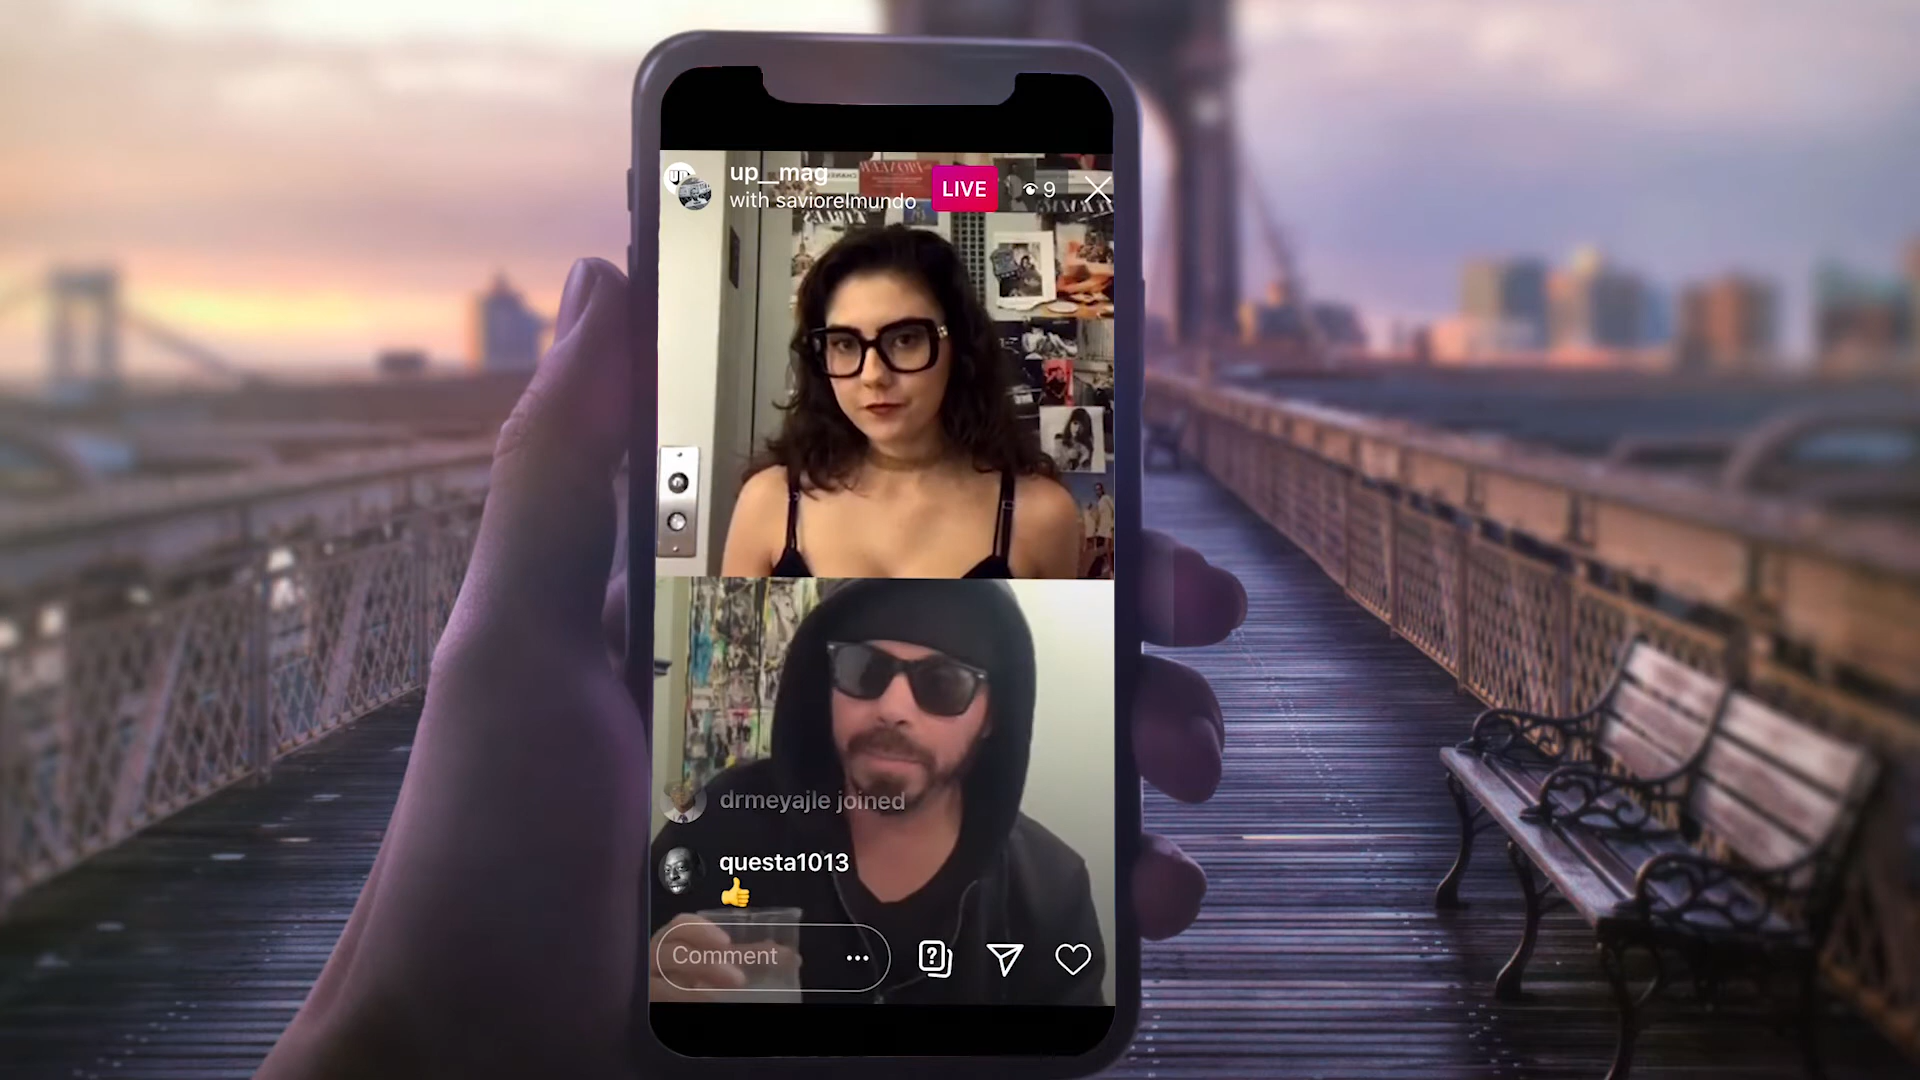 up__mag
with saviorelmundo
LIVE
9
drmeyajle joined
questa1013
Comment
?